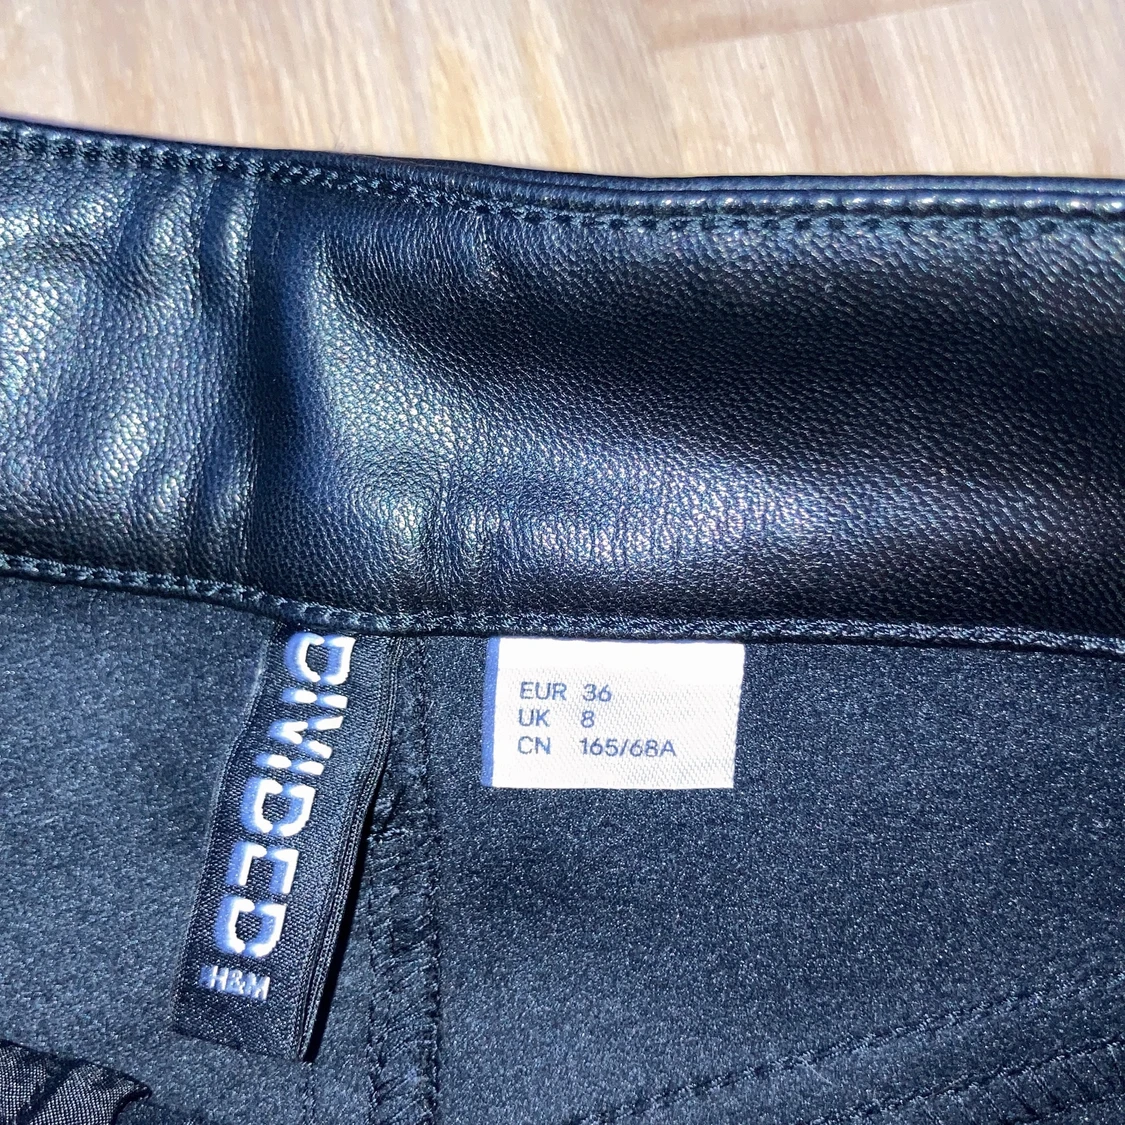 DIVIDED
H&M
EUR 36
UK 8
CN 165/68A